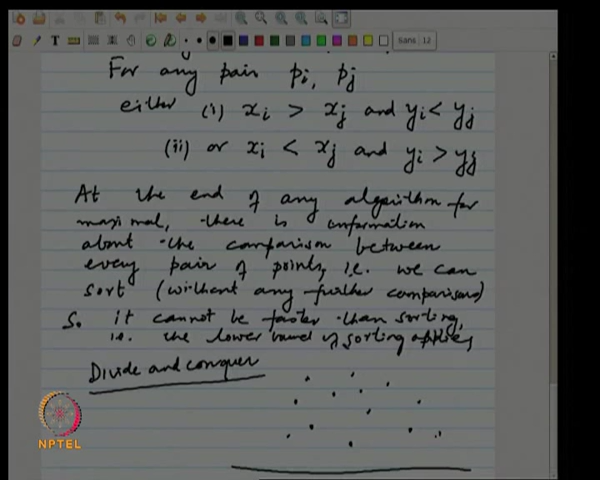 For any pair pi, pj
either (i) xi > xj and yi < yj
(ii) or xi < xj and yi > yj
At the end of any algorithm for
maximal, there is information
about the comparison between
every pair of points, i.e. we can
sort (without any further comparisons)
So it cannot be faster than sorting,
i.e. the lower bound of sorting applies
Divide and conquer
NPTEL
Sans 12